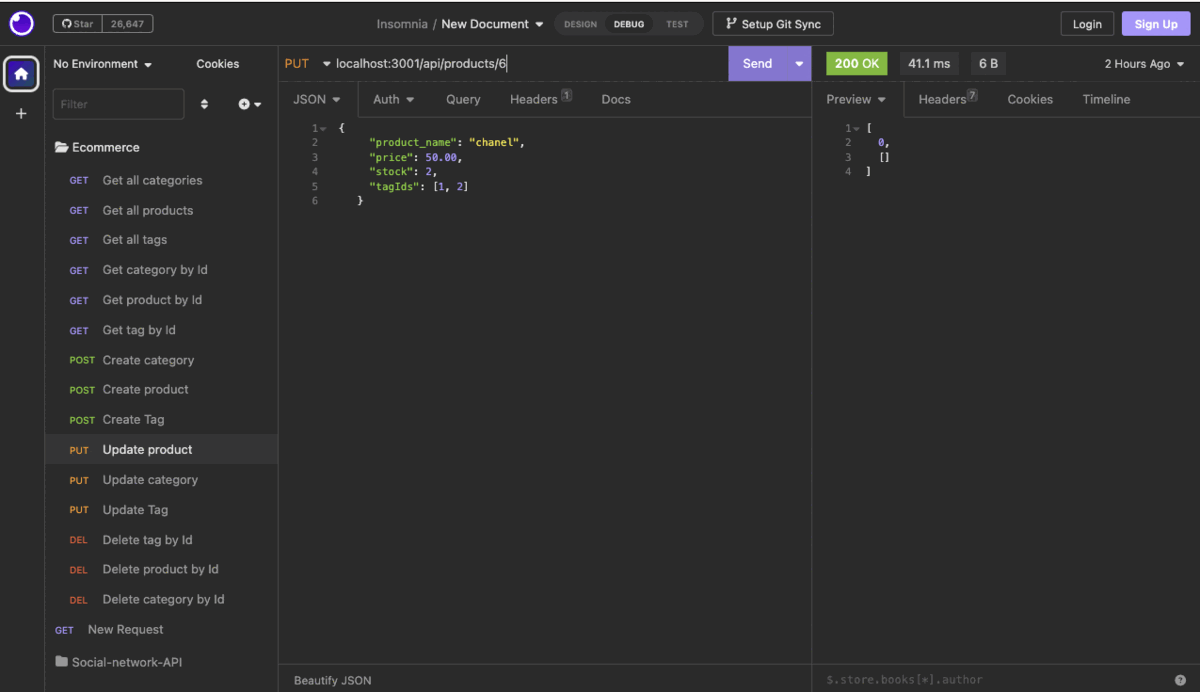 Star 26,647
Insomnia / New Document
DESIGN DEBUG TEST
Setup Git Sync
Login
Sign Up
No Environment
Cookies
PUT localhost:3001/api/products/6
Send
200 OK
41.1 ms
6 B
2 Hours Ago
Filter
JSON Auth Query Headers 1 Docs
Preview Headers 7 Cookies Timeline
Ecommerce
GET Get all categories
GET Get all products
GET Get all tags
GET Get category by Id
GET Get product by Id
GET Get tag by Id
POST Create category
POST Create product
POST Create Tag
PUT Update product
PUT Update category
PUT Update Tag
DEL Delete tag by Id
DEL Delete product by Id
DEL Delete category by Id
GET New Request
Social-network-API
1 {
2 "product_name": "chanel",
3 "price": 50.00,
4 "stock": 2,
5 "tagIds": [1, 2]
6 }
1 [
2 0,
3 []
4 ]
Beautify JSON
$.store.books[*].author
?